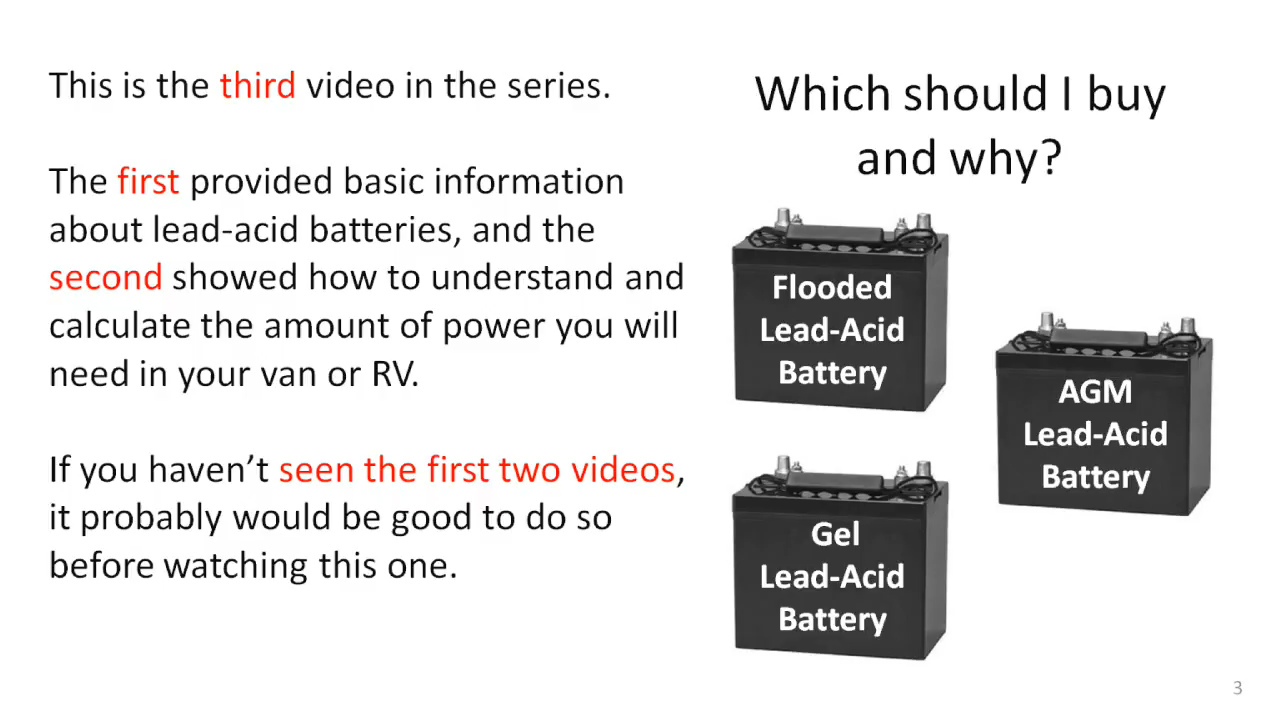 This is the third video in the series.
The first provided basic information
about lead-acid batteries, and the
second showed how to understand and
calculate the amount of power you will
need in your van or RV.
If you haven’t seen the first two videos,
it probably would be good to do so
before watching this one.
Which should I buy
and why?
Flooded
Lead-Acid
Battery
AGM
Lead-Acid
Battery
Gel
Lead-Acid
Battery
3